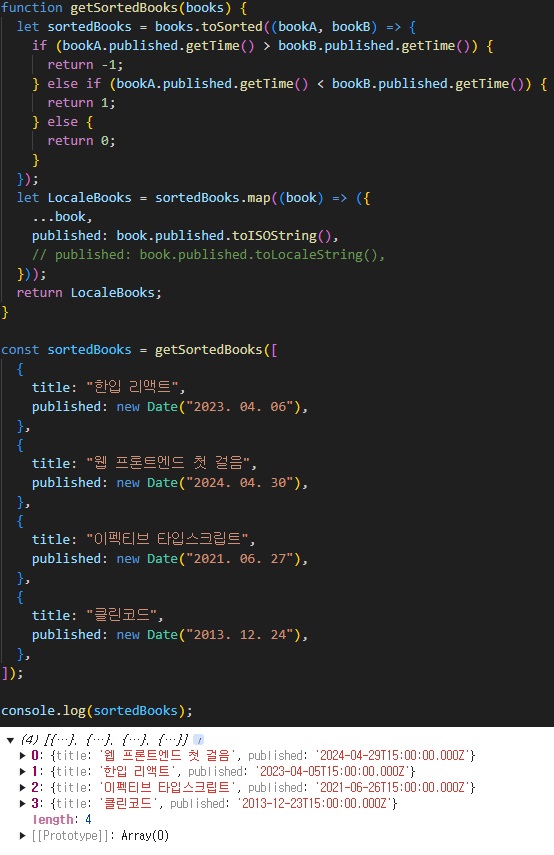 function getSortedBooks(books) {
  let sortedBooks = books.toSorted((bookA, bookB) => {
    if (bookA.published.getTime() > bookB.published.getTime()) {
      return -1;
    } else if (bookA.published.getTime() < bookB.published.getTime()) {
      return 1;
    } else {
      return 0;
    }
  });
  let LocaleBooks = sortedBooks.map((book) => ({
    ...book,
    published: book.published.toISOString(),
    // published: book.published.toLocaleString(),
  }));
  return LocaleBooks;
}
const sortedBooks = getSortedBooks([
  {
    title: "한입 리액트",
    published: new Date("2023. 04. 06"),
  },
  {
    title: "웹 프론트엔드 첫 걸음",
    published: new Date("2024. 04. 30"),
  },
  {
    title: "이펙티브 타입스크립트",
    published: new Date("2021. 06. 27"),
  },
  {
    title: "클린코드",
    published: new Date("2013. 12. 24"),
  },
]);
console.log(sortedBooks);
▼ (4) [{…}, {…}, {…}, {…}] i
▶ 0: {title: '웹 프론트엔드 첫 걸음', published: '2024-04-29T15:00:00.000Z'}
▶ 1: {title: '한입 리액트', published: '2023-04-05T15:00:00.000Z'}
▶ 2: {title: '이펙티브 타입스크립트', published: '2021-06-26T15:00:00.000Z'}
▶ 3: {title: '클린코드', published: '2013-12-23T15:00:00.000Z'}
length: 4
▶ [[Prototype]]: Array(0)